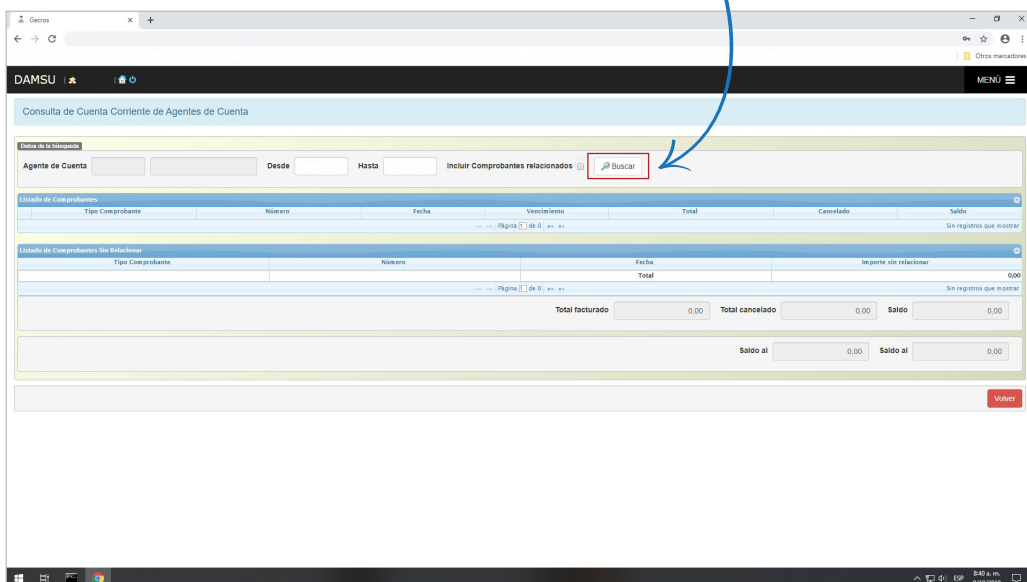 Gecros
Otros marcadores
DAMSU
MENÚ
Consulta de Cuenta Corriente de Agentes de Cuenta
Datos de la búsqueda
Agente de Cuenta Desde Hasta Incluir Comprobantes relacionados Buscar
Listado de Comprobantes
Tipo Comprobante Número Fecha Vencimiento Total Cancelado Saldo
Página 1 de 0 Sin registros que mostrar
Listado de Comprobantes Sin Relacionar
Tipo Comprobante Número Fecha Importe sin relacionar
Total 0,00
Página 1 de 0 Sin registros que mostrar
Total facturado 0,00 Total cancelado 0,00 Saldo 0,00
Saldo al 0,00 Saldo al 0,00
Volver
ESP 8:40 a. m.